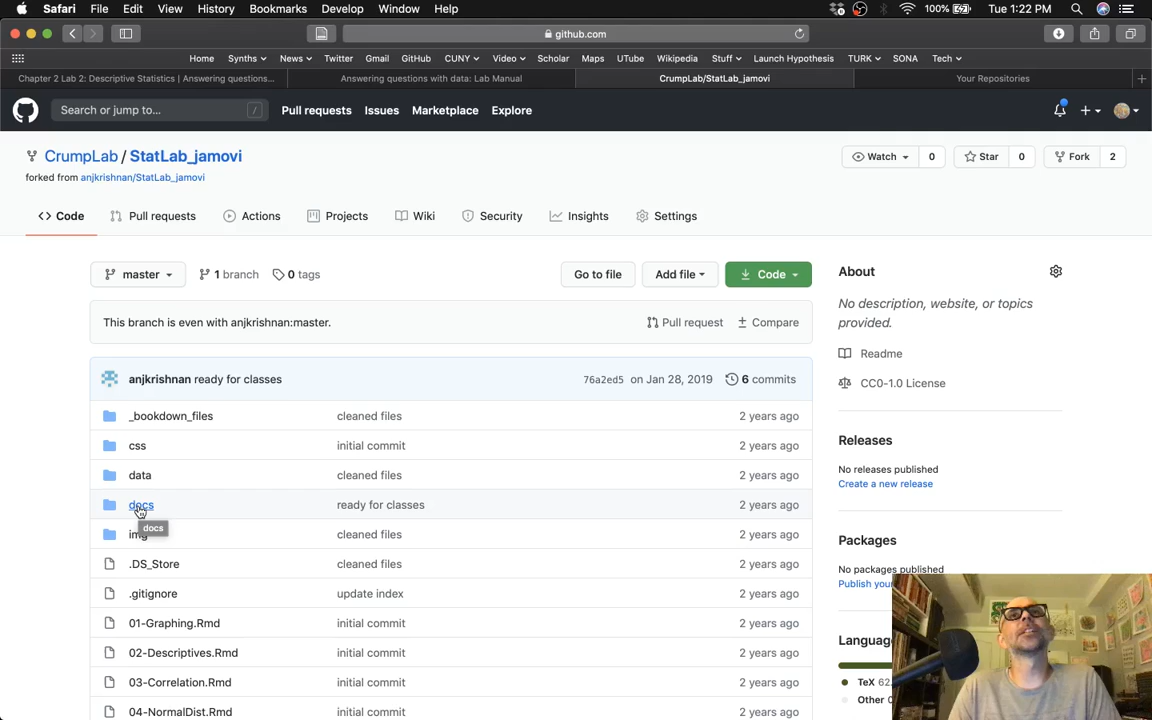 Safari File Edit View History Bookmarks Develop Window Help 100% Tue 1:22 PM
github.com
Home Synths News Twitter Gmail GitHub CUNY Video Scholar Maps UTube Wikipedia Stuff Launch Hypothesis TURK SONA Tech
Chapter 2 Lab 2: Descriptive Statistics | Answering questions... Answering questions with data: Lab Manual CrumpLab/StatLab_jamovi Your Repositories
Search or jump to... / Pull requests Issues Marketplace Explore
CrumpLab / StatLab_jamovi Watch 0 Star 0 Fork 2
forked from anjkrishnan/StatLab_jamovi
Code Pull requests Actions Projects Wiki Security Insights Settings
master 1 branch 0 tags Go to file Add file Code
This branch is even with anjkrishnan:master. Pull request Compare
anjkrishnan ready for classes 76a2ed5 on Jan 28, 2019 6 commits
_bookdown_files cleaned files 2 years ago
css initial commit 2 years ago
data cleaned files 2 years ago
docs ready for classes 2 years ago
docs
img cleaned files 2 years ago
.DS_Store cleaned files 2 years ago
.gitignore update index 2 years ago
01-Graphing.Rmd initial commit 2 years ago
02-Descriptives.Rmd initial commit 2 years ago
03-Correlation.Rmd initial commit 2 years ago
04-NormalDist.Rmd initial commit 2 years ago
About
No description, website, or topics
provided.
Readme
CC0-1.0 License
Releases
No releases published
Create a new release
Packages
No packages published
Publish you
Languag
TeX 62.
Other